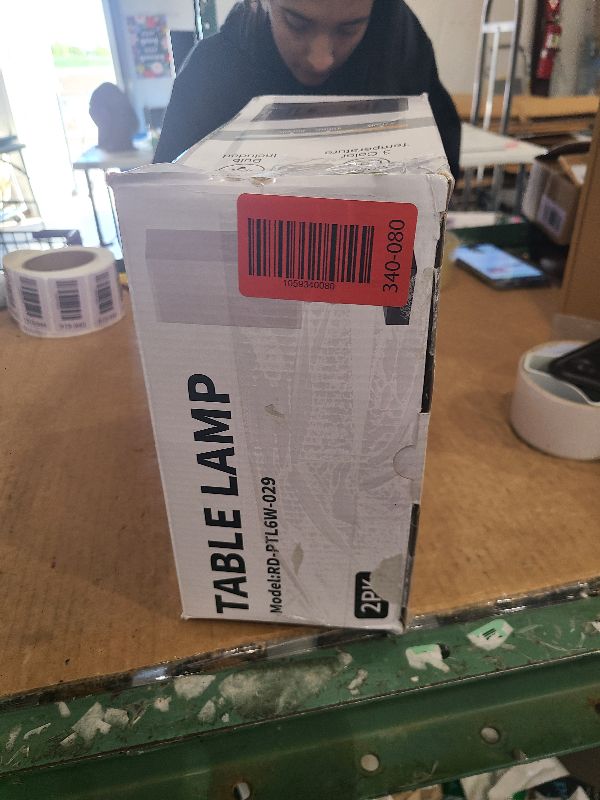 3 Color
Temperature
Bulb
Included
1059340080
340-080
TABLE LAMP
Model:RD-PTL6W-029
2PK